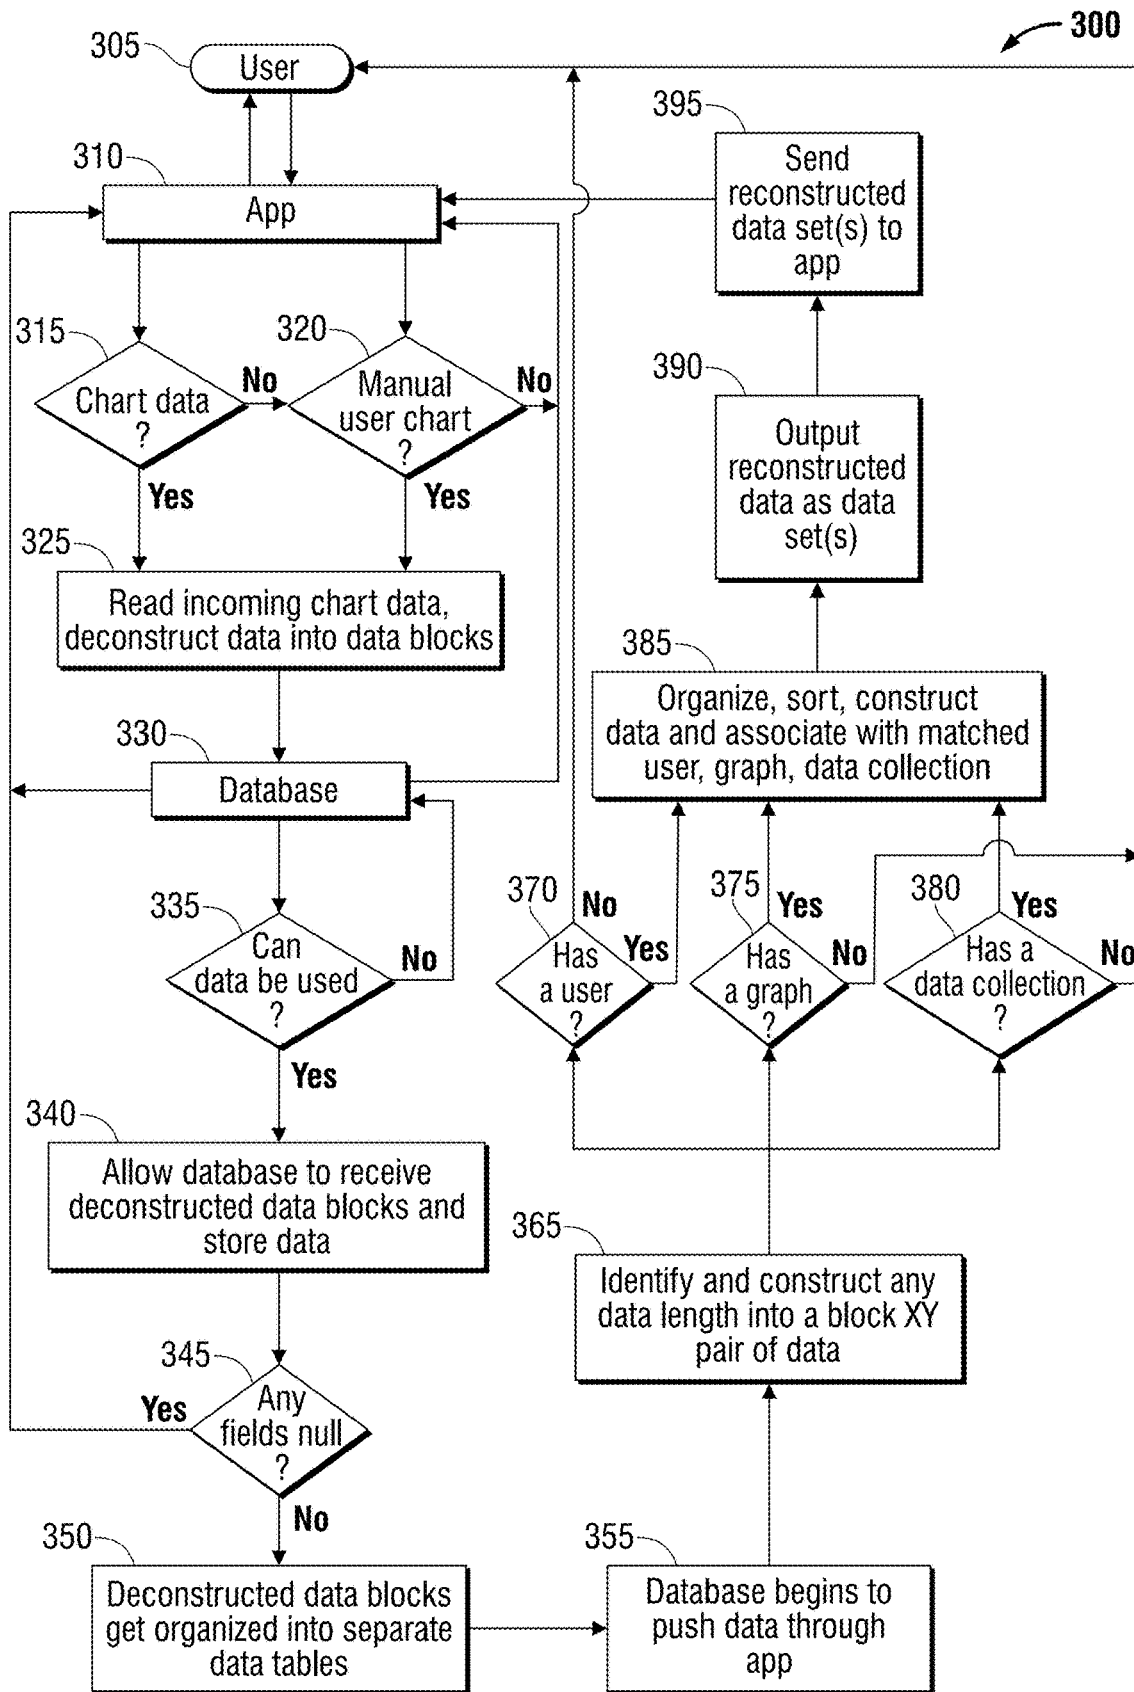 300
305
User
310
App
315
Chart data
?
No
Yes
320
Manual
user chart
?
No
Yes
325
Read incoming chart data,
deconstruct data into data blocks
330
Database
335
Can
data be used
?
No
Yes
340
Allow database to receive
deconstructed data blocks and
store data
345
Any
fields null
?
Yes
No
350
Deconstructed data blocks
get organized into separate
data tables
355
Database begins to
push data through
app
365
Identify and construct any
data length into a block XY
pair of data
370
Has
a user
?
No
Yes
375
Has
a graph
?
Yes
No
380
Has a
data collection
?
Yes
No
385
Organize, sort, construct
data and associate with matched
user, graph, data collection
390
Output
reconstructed
data as data
set(s)
395
Send
reconstructed
data set(s) to
app